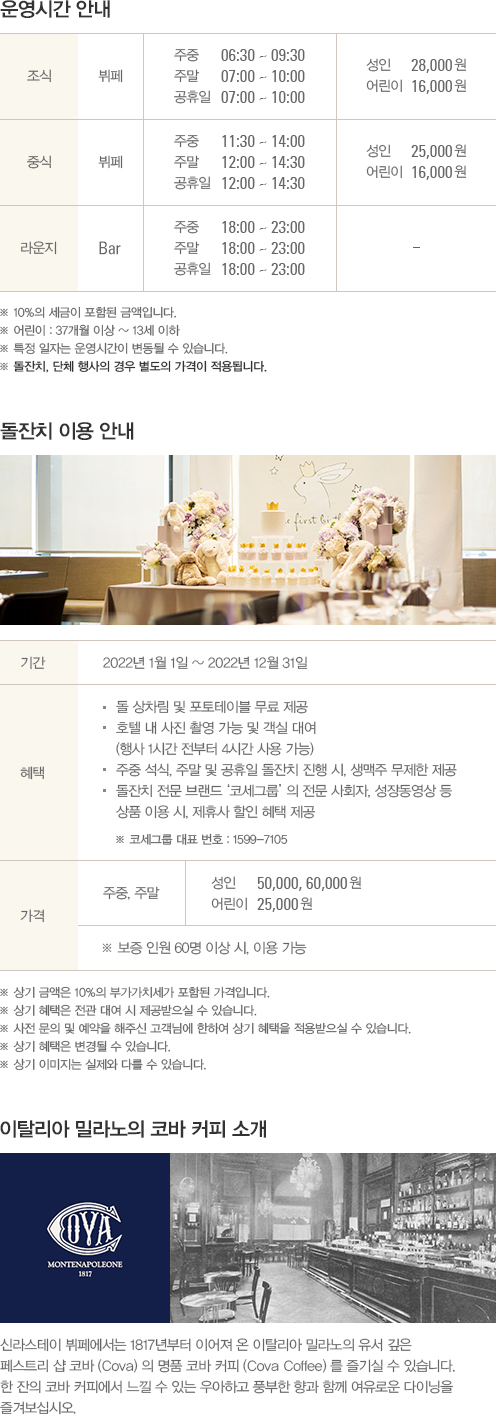 운영시간 안내
조식 뷔페 주중 06:30 ~ 09:30 성인 28,000원
주말 07:00 ~ 10:00 어린이 16,000원
공휴일 07:00 ~ 10:00
중식 뷔페 주중 11:30 ~ 14:00 성인 25,000원
주말 12:00 ~ 14:30 어린이 16,000원
공휴일 12:00 ~ 14:30
라운지 Bar 주중 18:00 ~ 23:00 -
주말 18:00 ~ 23:00
공휴일 18:00 ~ 23:00
※ 10%의 세금이 포함된 금액입니다.
※ 어린이 : 37개월 이상 ~ 13세 이하
※ 특정 일자는 운영시간이 변동될 수 있습니다.
※ 돌잔치, 단체 행사의 경우 별도의 가격이 적용됩니다.
돌잔치 이용 안내
e first birth
기간 2022년 1월 1일 ~ 2022년 12월 31일
혜택
▪ 돌 상차림 및 포토테이블 무료 제공
▪ 호텔 내 사진 촬영 가능 및 객실 대여
(행사 1시간 전부터 4시간 사용 가능)
▪ 주중 석식, 주말 및 공휴일 돌잔치 진행 시, 생맥주 무제한 제공
▪ 돌잔치 전문 브랜드 ‘코세그룹’ 의 전문 사회자, 성장동영상 등
상품 이용 시, 제휴사 할인 혜택 제공
※ 코세그룹 대표 번호 : 1599-7105
가격 주중, 주말 성인 50,000, 60,000원
어린이 25,000원
※ 보증 인원 60명 이상 시, 이용 가능
※ 상기 금액은 10%의 부가가치세가 포함된 가격입니다.
※ 상기 혜택은 전관 대여 시 제공받으실 수 있습니다.
※ 사전 문의 및 예약을 해주신 고객님에 한하여 상기 혜택을 적용받으실 수 있습니다.
※ 상기 혜택은 변경될 수 있습니다.
※ 상기 이미지는 실제와 다를 수 있습니다.
이탈리아 밀라노의 코바 커피 소개
COVA
MONTENAPOLEONE
1817
신라스테이 뷔페에서는 1817년부터 이어져 온 이탈리아 밀라노의 유서 깊은
페스트리 샵 코바 (Cova) 의 명품 코바 커피 (Cova Coffee) 를 즐기실 수 있습니다.
한 잔의 코바 커피에서 느낄 수 있는 우아하고 풍부한 향과 함께 여유로운 다이닝을
즐겨보십시오.